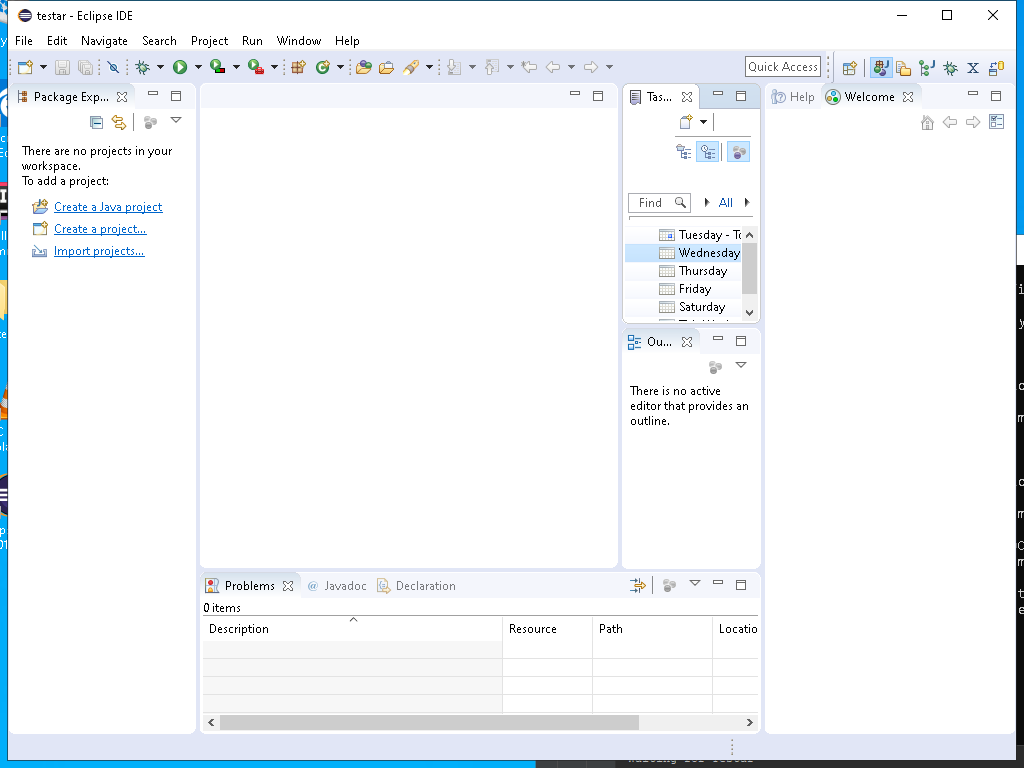 testar - Eclipse IDE
File Edit Navigate Search Project Run Window Help
Quick Access
Package Exp...
There are no projects in your
workspace.
To add a project:
Create a Java project
Create a project...
Import projects...
Tas...
Find
All
Tuesday - To
Wednesday
Thursday
Friday
Saturday
Ou...
There is no active
editor that provides an
outline.
Help Welcome
Problems @ Javadoc Declaration
0 items
Description Resource Path Locatio